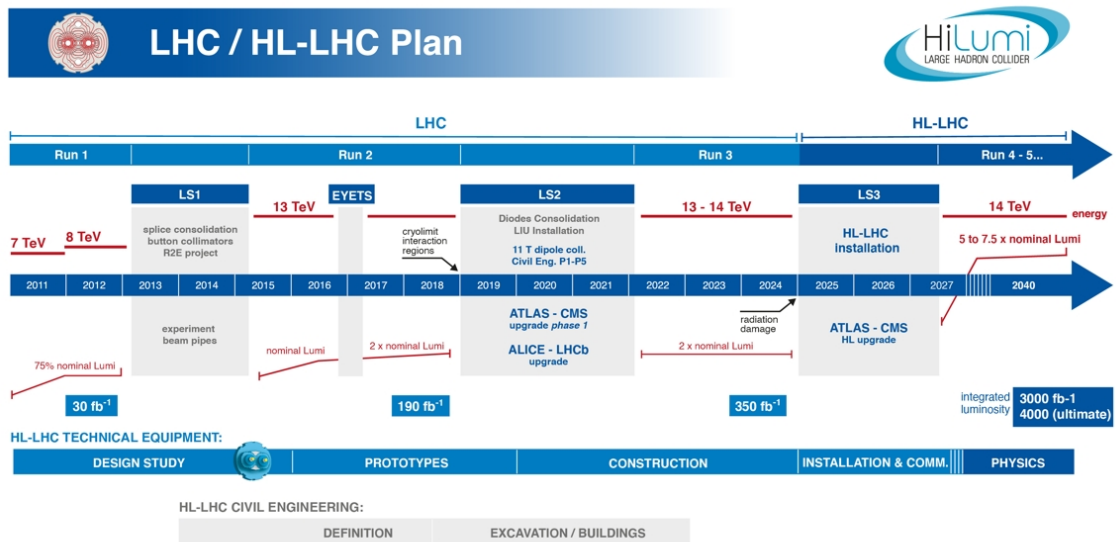 LHC / HL-LHC Plan
HiLumi
LARGE HADRON COLLIDER
LHC
HL-LHC
Run 1
Run 2
Run 3
Run 4 - 5...
LS1
EYETS
LS2
LS3
7 TeV
8 TeV
splice consolidation
button collimators
R2E project
13 TeV
cryolimit
interaction
regions
Diodes Consolidation
LIU Installation
11 T dipole coll.
Civil Eng. P1-P5
13 - 14 TeV
HL-LHC
installation
14 TeV
energy
5 to 7.5 x nominal Lumi
2011
2012
2013
2014
2015
2016
2017
2018
2019
2020
2021
2022
2023
2024
2025
2026
2027
2040
75% nominal Lumi
experiment
beam pipes
nominal Lumi
2 x nominal Lumi
ATLAS - CMS
upgrade phase 1
ALICE - LHCb
upgrade
2 x nominal Lumi
radiation
damage
ATLAS - CMS
HL upgrade
30 fb-1
190 fb-1
350 fb-1
integrated
luminosity
3000 fb-1
4000 (ultimate)
HL-LHC TECHNICAL EQUIPMENT:
DESIGN STUDY
PROTOTYPES
CONSTRUCTION
INSTALLATION & COMM.
PHYSICS
HL-LHC CIVIL ENGINEERING:
DEFINITION
EXCAVATION / BUILDINGS